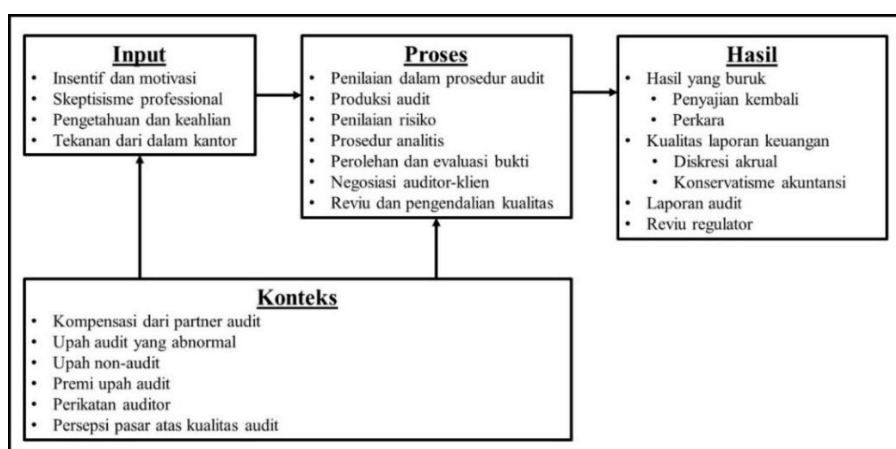 Input
• Insentif dan motivasi
• Skeptisisme professional
• Pengetahuan dan keahlian
• Tekanan dari dalam kantor
Proses
• Penilaian dalam prosedur audit
• Produksi audit
• Penilaian risiko
• Prosedur analitis
• Perolehan dan evaluasi bukti
• Negosiasi auditor-klien
• Reviu dan pengendalian kualitas
Hasil
• Hasil yang buruk
• Penyajian kembali
• Perkara
• Kualitas laporan keuangan
• Diskresi akrual
• Konservatisme akuntansi
• Laporan audit
• Reviu regulator
Konteks
• Kompensasi dari partner audit
• Upah audit yang abnormal
• Upah non-audit
• Premi upah audit
• Perikatan auditor
• Persepsi pasar atas kualitas audit